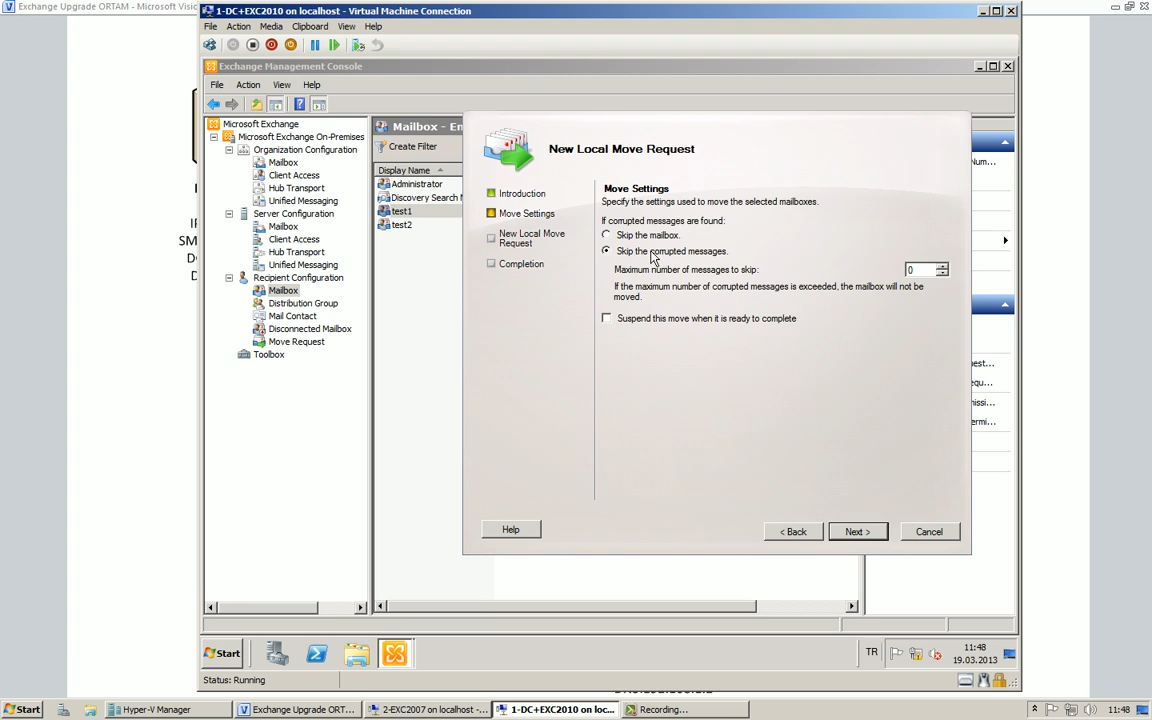 Exchange Upgrade ORTAM - Microsoft Visio
1-DC+EXC2010 on localhost - Virtual Machine Connection
File Action Media Clipboard View Help
Exchange Management Console
File Action View Help
Microsoft Exchange
Microsoft Exchange On-Premises
Organization Configuration
Mailbox
Client Access
Hub Transport
Unified Messaging
Server Configuration
Mailbox
Client Access
Hub Transport
Unified Messaging
Recipient Configuration
Mailbox
Distribution Group
Mail Contact
Disconnected Mailbox
Move Request
Toolbox
Mailbox - En
Create Filter
Display Name
Administrator
Discovery Search M
test1
test2
New Local Move Request
Introduction
Move Settings
New Local Move
Request
Completion
Move Settings
Specify the settings used to move the selected mailboxes.
If corrupted messages are found:
Skip the mailbox.
Skip the corrupted messages.
Maximum number of messages to skip:
0
If the maximum number of corrupted messages is exceeded, the mailbox will not be
moved.
Suspend this move when it is ready to complete
Help
< Back
Next >
Cancel
Num...
est...
equ...
missi...
ermi...
Start
TR
11:48
19.03.2013
Status: Running
Start
Hyper-V Manager
Exchange Upgrade ORT...
2-EXC2007 on localhost -...
1-DC+EXC2010 on loc...
Recording...
11:48